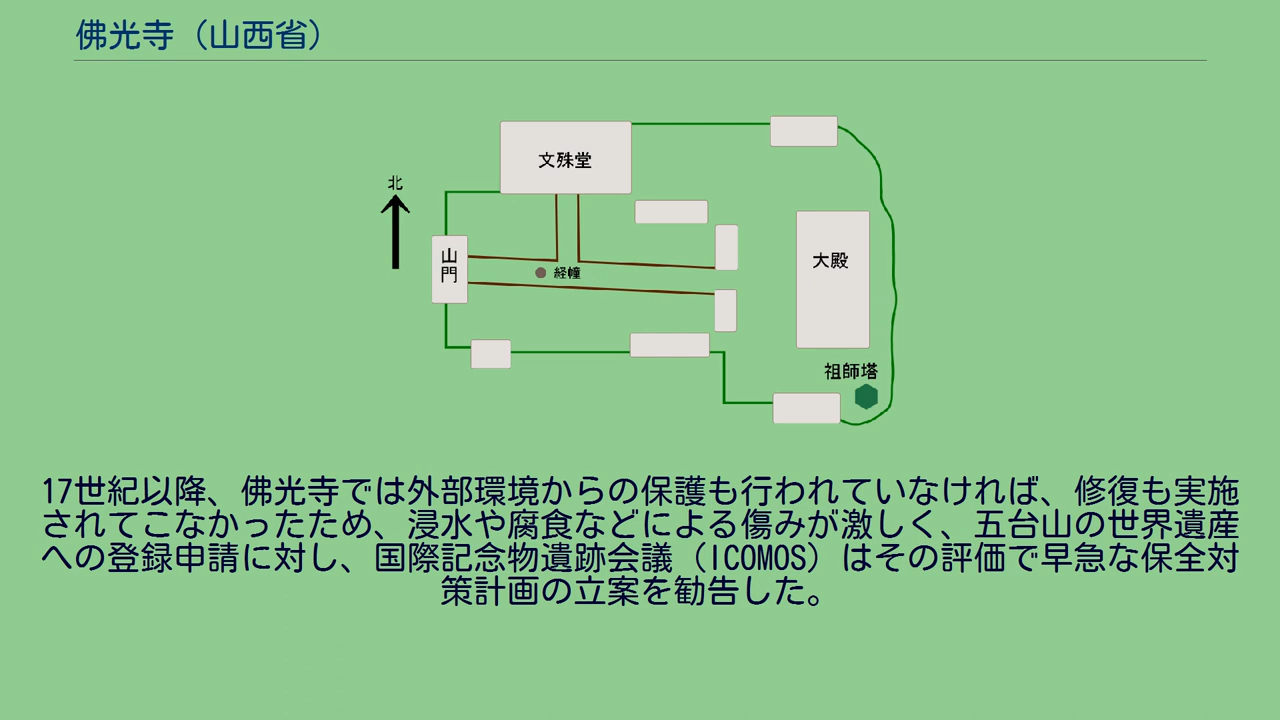 佛光寺（山西省）
文殊堂
北
山門
大殿
経幢
祖師塔
17世紀以降、佛光寺では外部環境からの保護も行われていなければ、修復も実施
されてこなかったため、浸水や腐食などによる傷みが激しく、五台山の世界遺産
への登録申請に対し、国際記念物遺跡会議（ICOMOS）はその評価で早急な保全対
策計画の立案を勧告した。